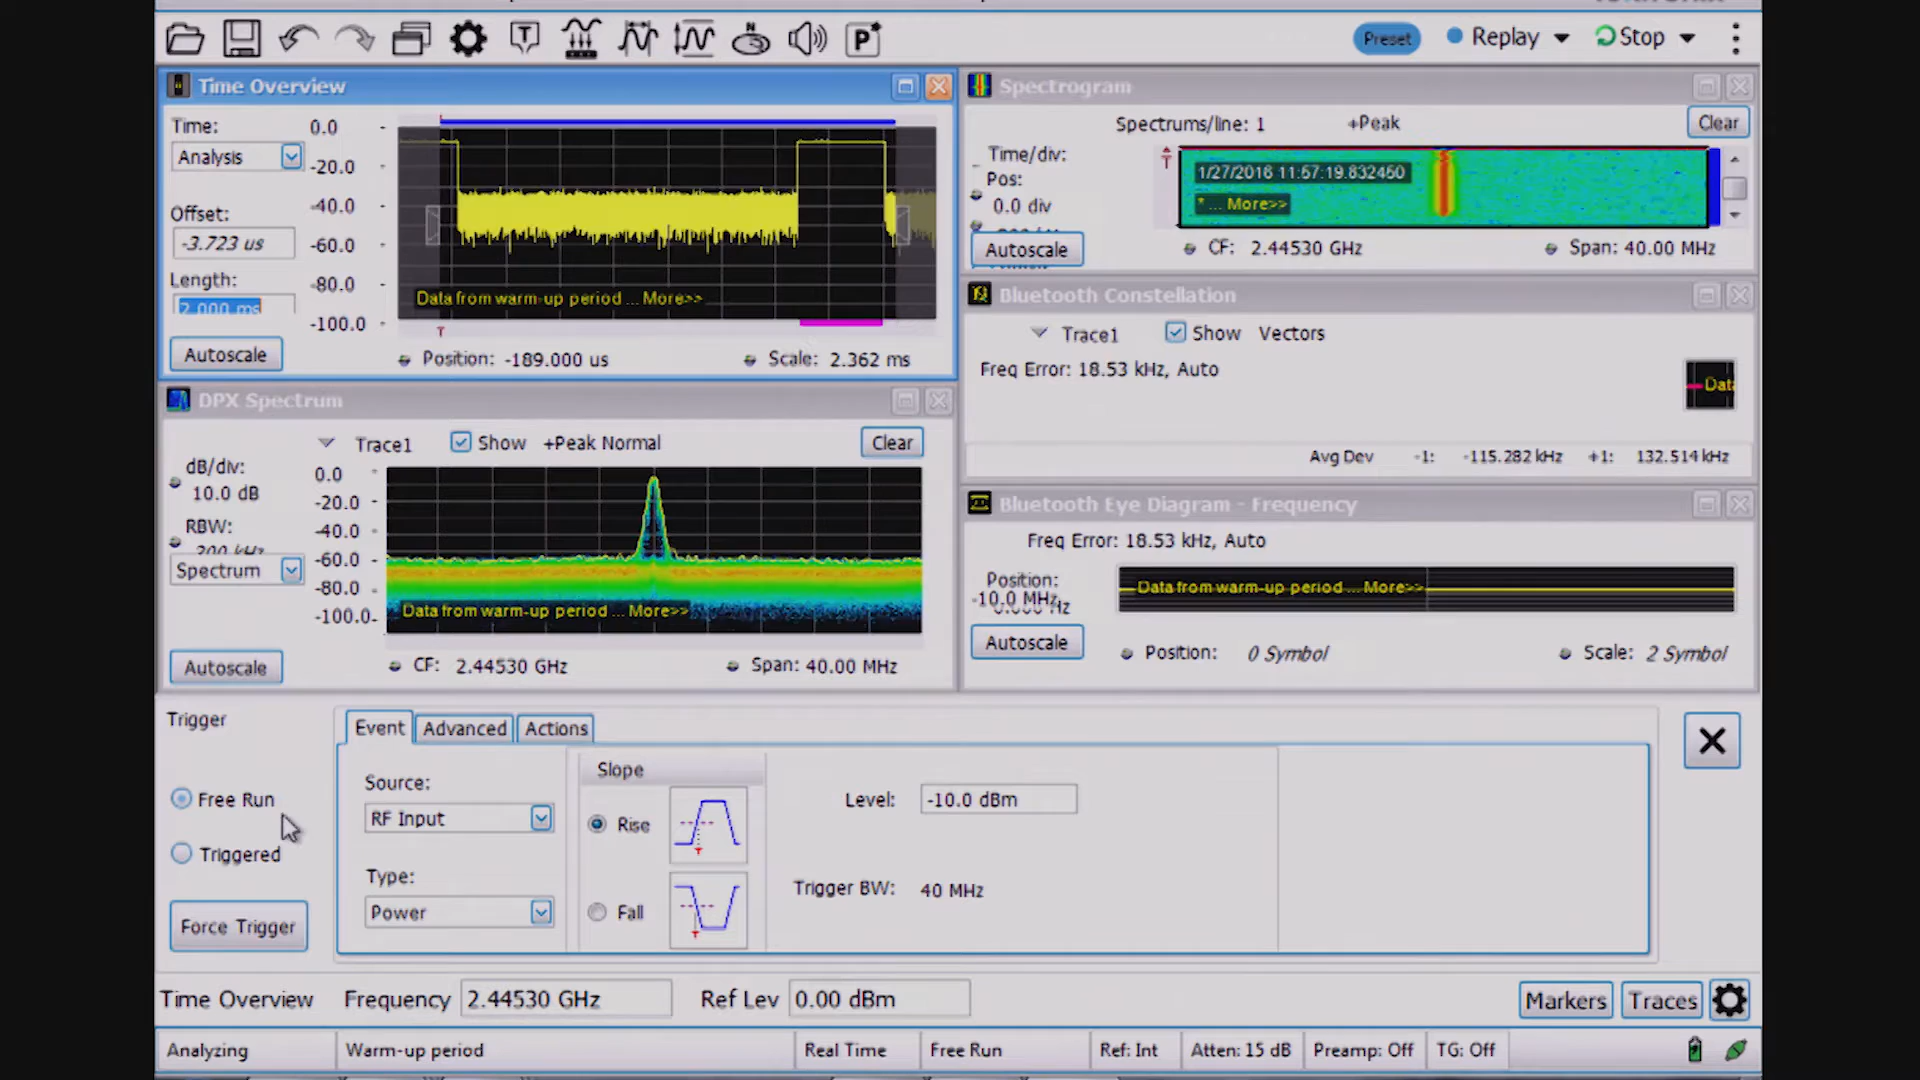 Preset Replay Stop
Time Overview
Time:
Analysis
Offset:
-3.723 us
Length:
2.000 ms
Autoscale
0.0
-20.0
-40.0
-60.0
-80.0
-100.0
Data from warm-up period ... More>>
T
Position: -189.000 us Scale: 2.362 ms
Spectrogram
Spectrums/line: 1 +Peak Clear
Time/div:
Pos:
0.0 div
Autoscale
T
1/27/2016 11:57:19.832450
* ... More>>
CF: 2.44530 GHz Span: 40.00 MHz
Bluetooth Constellation
Trace1 Show Vectors
Freq Error: 18.53 kHz, Auto
Data
Avg Dev -1: -115.282 kHz +1: 132.514 kHz
DPX Spectrum
Trace1 Show +Peak Normal Clear
dB/div:
10.0 dB
RBW:
200 kHz
Spectrum
Autoscale
0.0
-20.0
-40.0
-60.0
-80.0
-100.0
Data from warm-up period ... More>>
CF: 2.44530 GHz Span: 40.00 MHz
Bluetooth Eye Diagram - Frequency
Freq Error: 18.53 kHz, Auto
Position:
-10.0 MHz
Autoscale
Data from warm-up period ... More>>
Position: 0 Symbol Scale: 2 Symbol
Trigger
Free Run
Triggered
Force Trigger
Event Advanced Actions
Source:
RF Input
Type:
Power
Slope
Rise
Fall
Level: -10.0 dBm
Trigger BW: 40 MHz
Time Overview Frequency 2.44530 GHz Ref Lev 0.00 dBm Markers Traces
Analyzing Warm-up period Real Time Free Run Ref: Int Atten: 15 dB Preamp: Off TG: Off